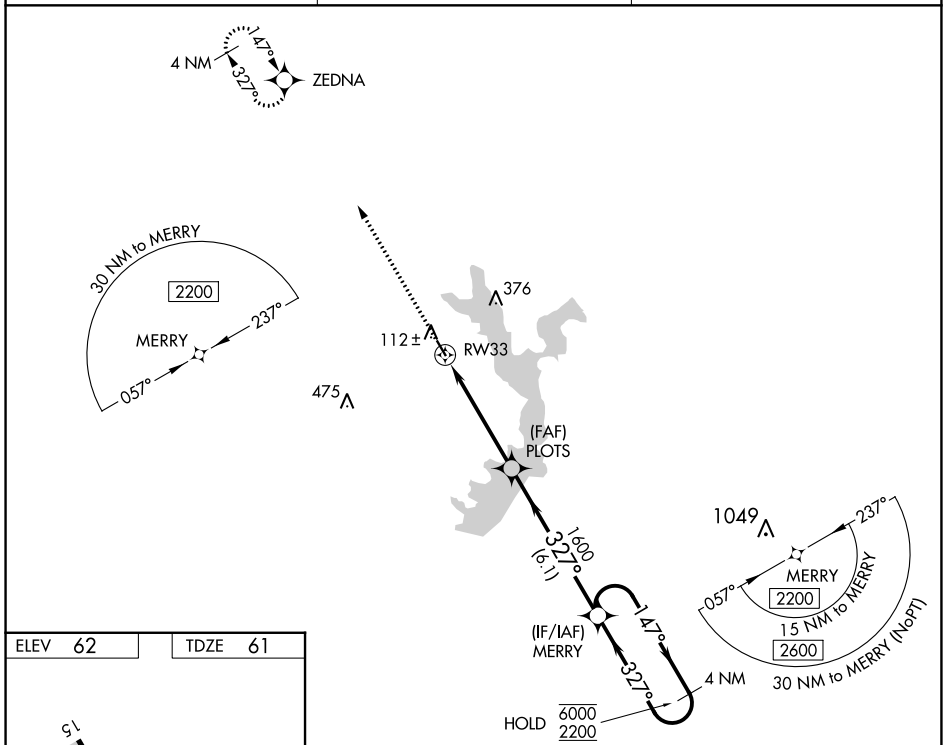 147°
4 NM
327°
ZEDNA
30 NM to MERRY
2200
237°
MERRY
057°
376
112±
RW33
475
(FAF)
PLOTS
1600
327°
(6.1)
1049
237°
MERRY
057°
2200
15 NM to MERRY
2600
30 NM to MERRY (NoPT)
(IF/IAF)
MERRY
147°
327°
4 NM
HOLD
6000
2200
ELEV 62
TDZE 61
15